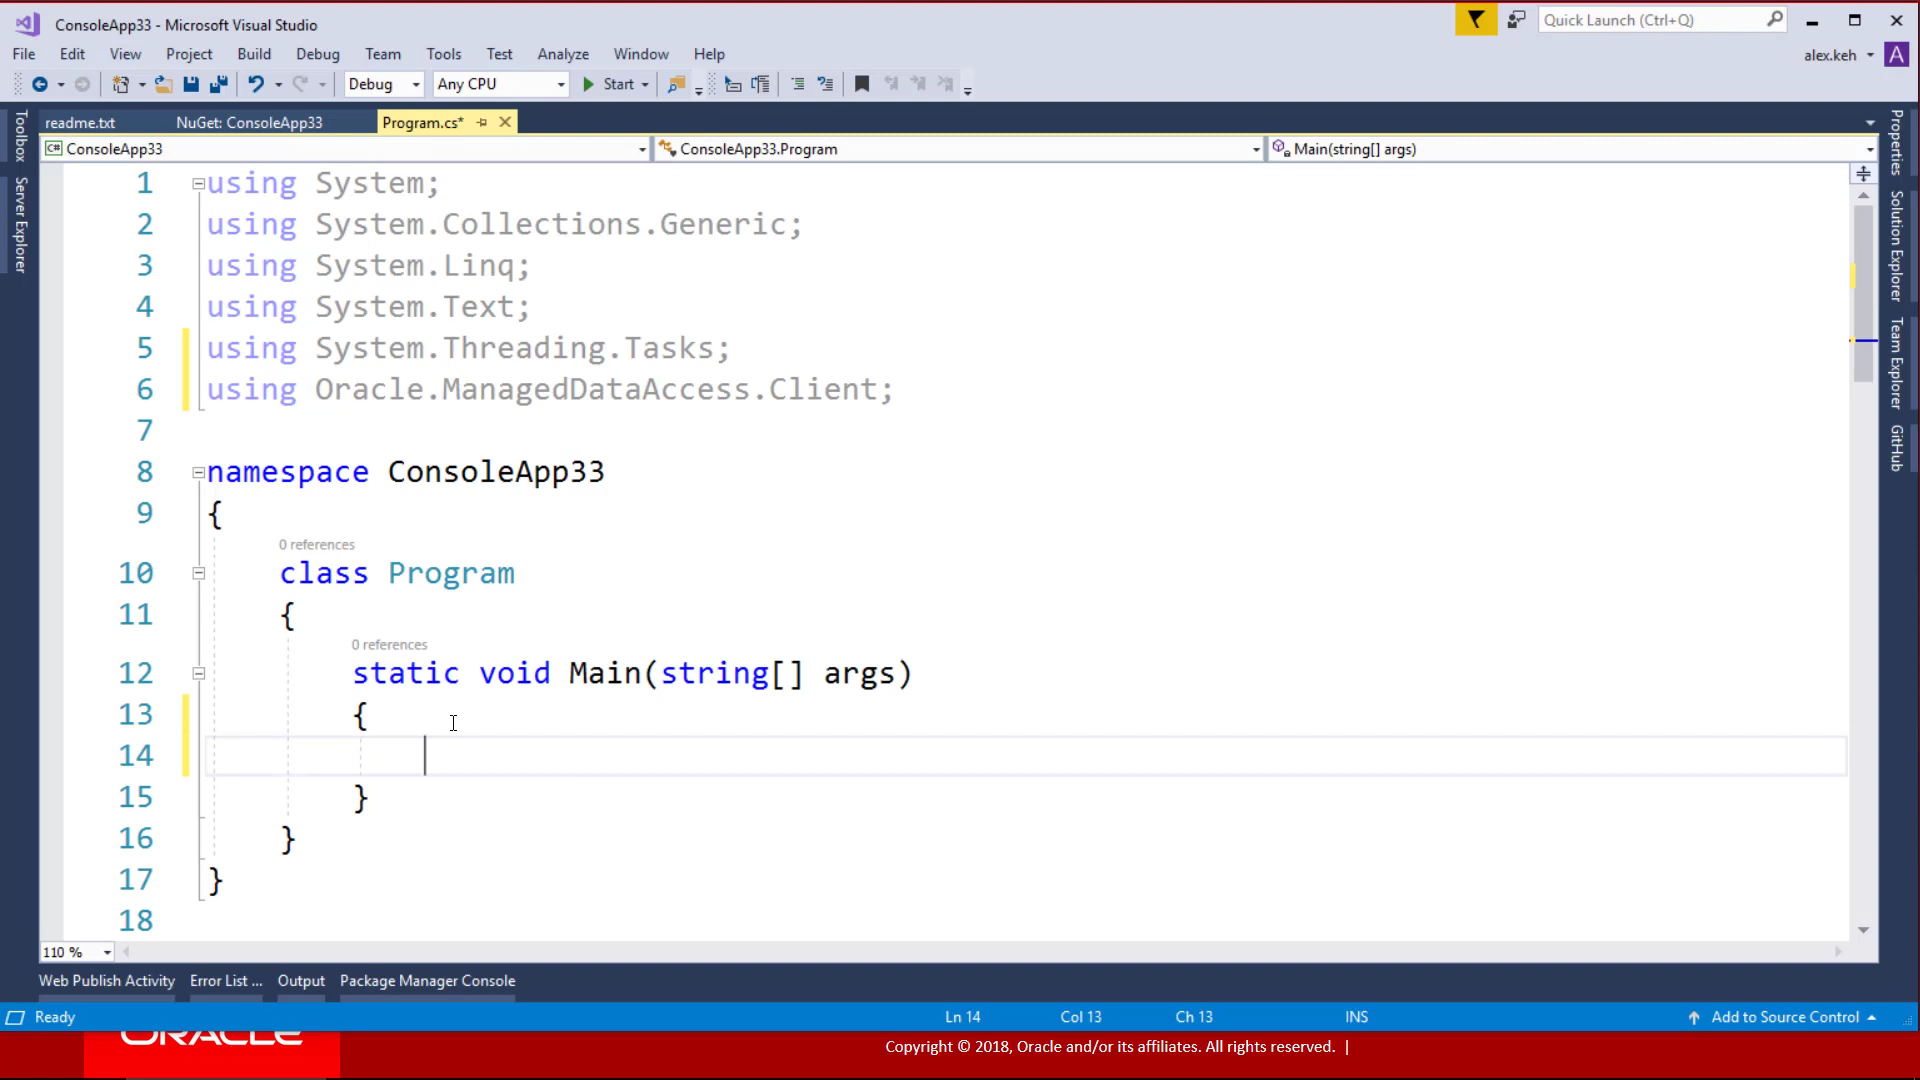 ConsoleApp33 - Microsoft Visual Studio
Quick Launch (Ctrl+Q)
File Edit View Project Build Debug Team Tools Test Analyze Window Help
alex.keh A
Debug Any CPU Start
readme.txt NuGet: ConsoleApp33 Program.cs*
C# ConsoleApp33 ConsoleApp33.Program Main(string[] args)
Toolbox
Server Explorer
Properties
Solution Explorer
Team Explorer
GitHub
1 using System;
2 using System.Collections.Generic;
3 using System.Linq;
4 using System.Text;
5 using System.Threading.Tasks;
6 using Oracle.ManagedDataAccess.Client;
7
8 namespace ConsoleApp33
9 {
0 references
10 class Program
11 {
0 references
12 static void Main(string[] args)
13 {
14
15 }
16 }
17 }
18
110 %
Web Publish Activity Error List ... Output Package Manager Console
Ready Ln 14 Col 13 Ch 13 INS Add to Source Control
ORACLE
Copyright © 2018, Oracle and/or its affiliates. All rights reserved. |